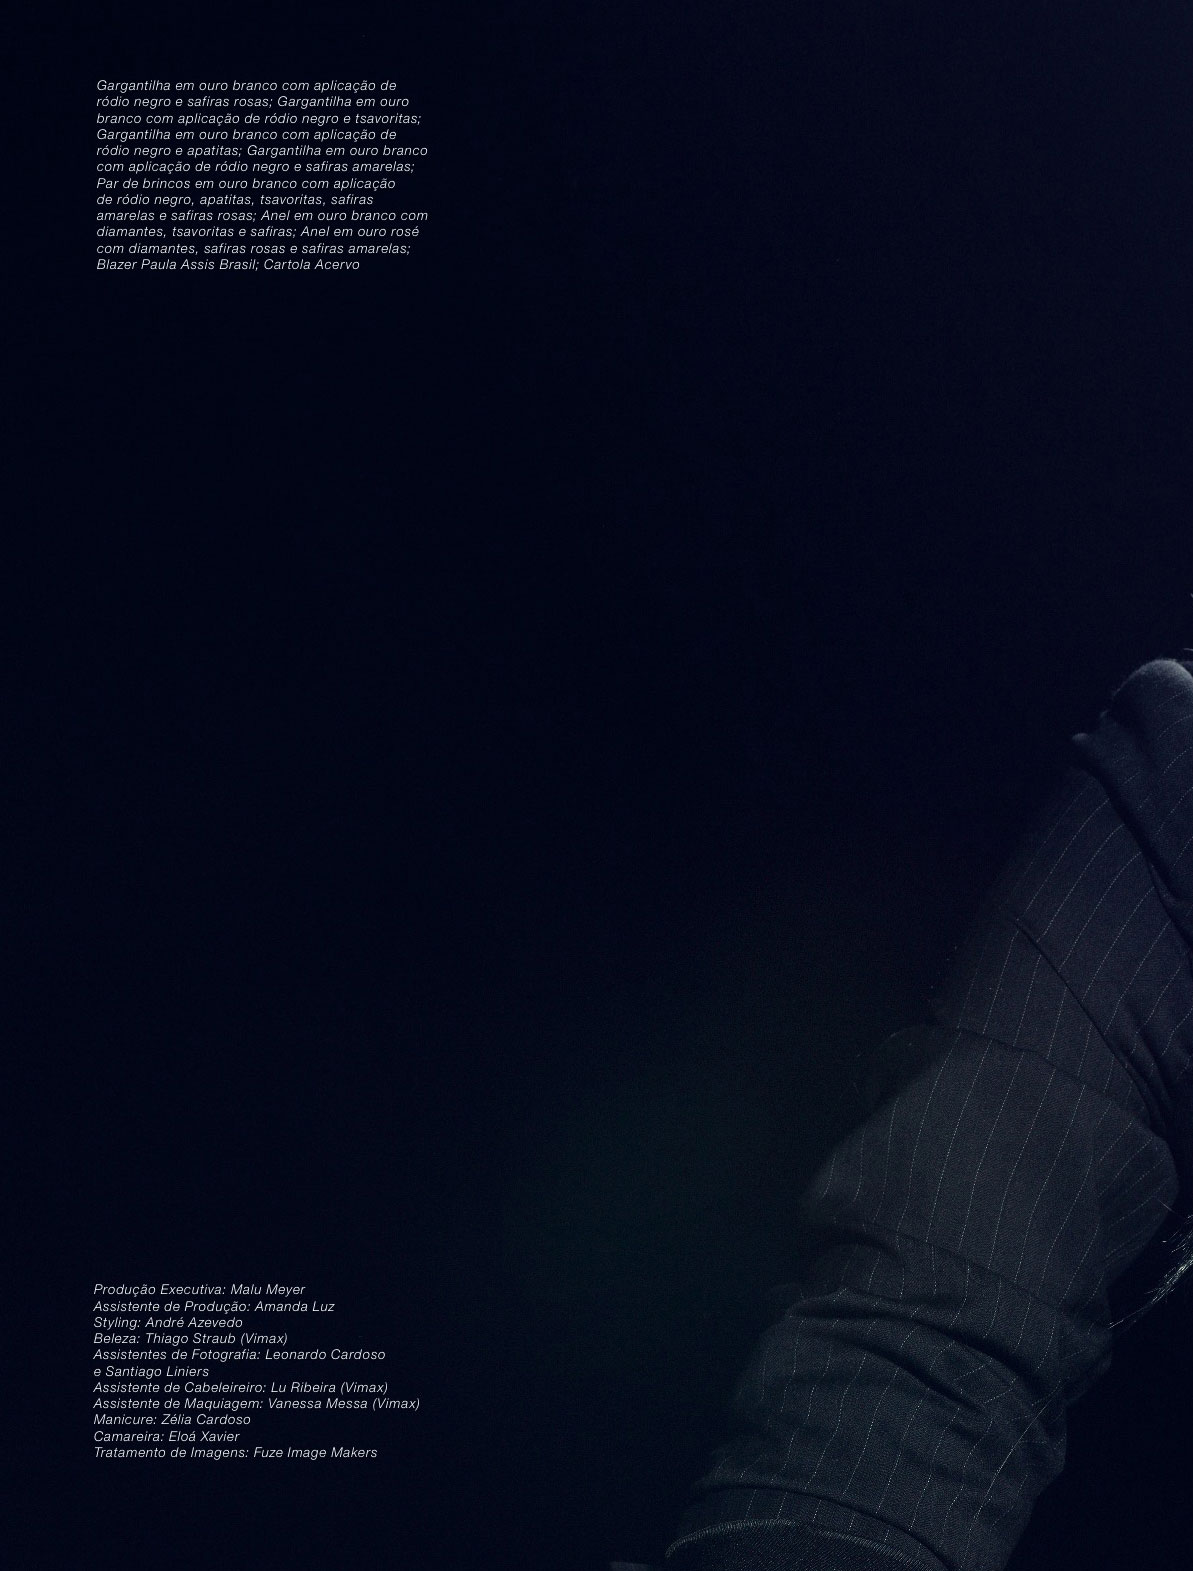 Gargantilha em ouro branco com aplicação de
ródio negro e safiras rosas; Gargantilha em ouro
branco com aplicação de ródio negro e tsavoritas;
Gargantilha em ouro branco com aplicação de
ródio negro e apatitas; Gargantilha em ouro branco
com aplicação de ródio negro e safiras amarelas;
Par de brincos em ouro branco com aplicação
de ródio negro, apatitas, tsavoritas, safiras
amarelas e safiras rosas; Anel em ouro branco com
diamantes, tsavoritas e safiras; Anel em ouro rosé
com diamantes, safiras rosas e safiras amarelas;
Blazer Paula Assis Brasil; Cartola Acervo
Produção Executiva: Malu Meyer
Assistente de Produção: Amanda Luz
Styling: André Azevedo
Beleza: Thiago Straub (Vimax)
Assistentes de Fotografia: Leonardo Cardoso
e Santiago Liniers
Assistente de Cabeleireiro: Lu Ribeira (Vimax)
Assistente de Maquiagem: Vanessa Messa (Vimax)
Manicure: Zélia Cardoso
Camareira: Eloá Xavier
Tratamento de Imagens: Fuze Image Makers